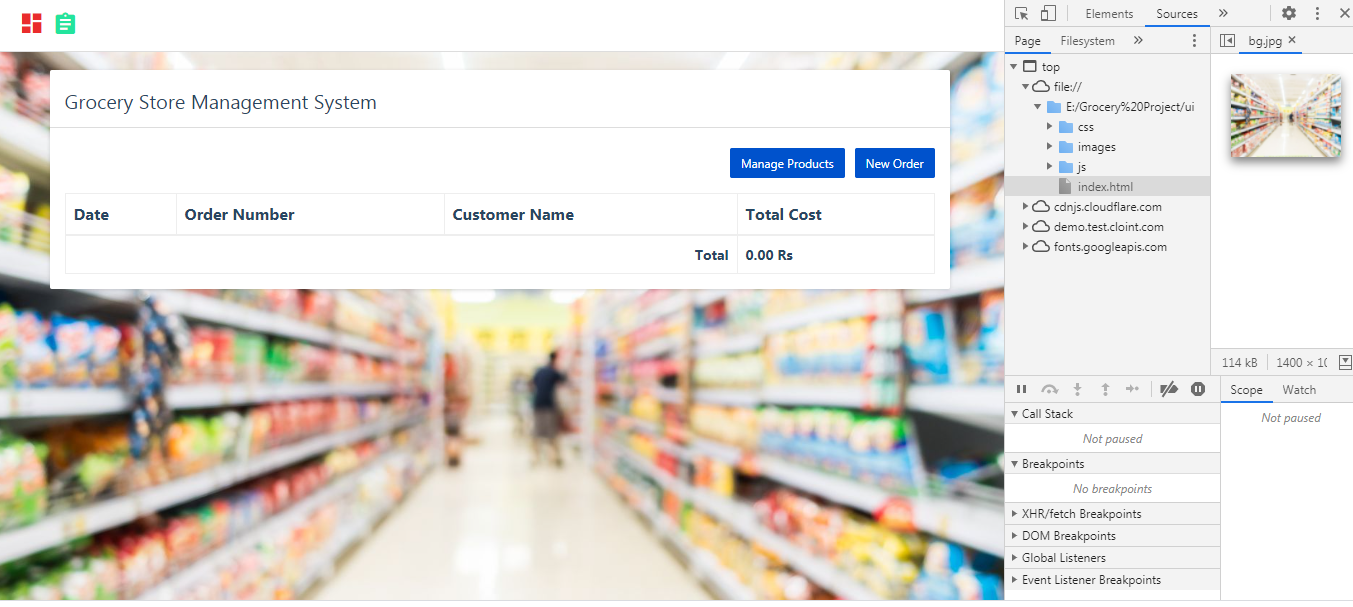 Grocery Store Management System
Manage Products New Order
Date Order Number Customer Name Total Cost
Total 0.00 Rs
Elements Sources »
Page Filesystem »
bg.jpg ×
top
file://
E:/Grocery%20Project/ui
css
images
js
index.html
cdnjs.cloudflare.com
demo.test.cloint.com
fonts.googleapis.com
114 kB 1400 ×
Scope Watch
Not paused
Call Stack
Not paused
Breakpoints
No breakpoints
XHR/fetch Breakpoints
DOM Breakpoints
Global Listeners
Event Listener Breakpoints